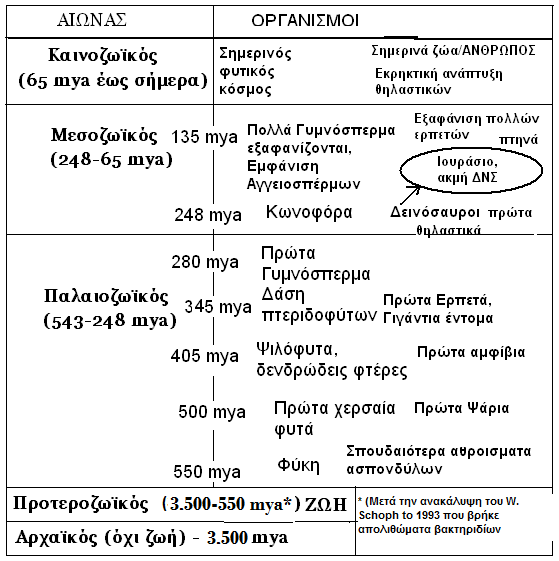 ΑΙΩΝΑΣ
ΟΡΓΑΝΙΣΜΟΙ
Καινοζωϊκός
(65 mya έως σήμερα)
Σημερινός
φυτικός
κόσμος
Σημερινά ζώα/ΑΝΘΡΩΠΟΣ
Εκρηκτική ανάπτυξη
θηλαστικών
Μεσοζωϊκός
(248-65 mya)
135 mya
Πολλά Γυμνόσπερμα
εξαφανίζονται,
Εμφάνιση
Αγγειοσπέρμων
Εξαφάνιση πολλών
ερπετών πτηνά
Ιουράσιο,
ακμή ΔΝΣ
248 mya
Κωνοφόρα
Δεινόσαυροι πρώτα
θηλαστικά
Παλαιοζωϊκός
(543-248 mya)
280 mya
Πρώτα
Γυμνόσπερμα
345 mya
Δάση
πτεριδοφύτων
Πρώτα Ερπετά,
Γιγάντια έντομα
405 mya
Ψιλόφυτα,
δενδρώδεις φτέρες
Πρώτα αμφίβια
500 mya
Πρώτα χερσαία
φυτά
Πρώτα Ψάρια
550 mya
Φύκη
Σπουδαιότερα αθροισματα
ασπονδύλων
Προτεροζωϊκός (3.500-550 mya*) ΖΩΗ
Αρχαϊκός (όχι ζωή) - 3.500 mya
* (Μετά την ανακάλυψη του W.
Schoph to 1993 που βρήκε
απολιθώματα βακτηριδίων